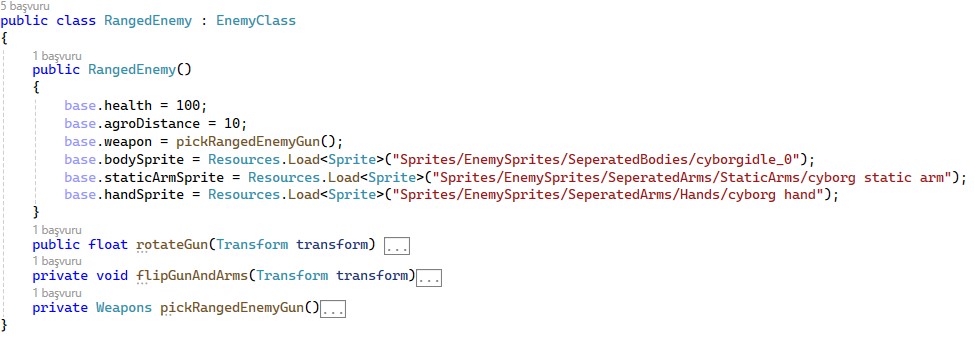 5 başvuru
public class RangedEnemy : EnemyClass
{
1 başvuru
public RangedEnemy()
{
base.health = 100;
base.agroDistance = 10;
base.weapon = pickRangedEnemyGun();
base.bodySprite = Resources.Load<Sprite>("Sprites/EnemySprites/SeperatedBodies/cyborgidle_0");
base.staticArmSprite = Resources.Load<Sprite>("Sprites/EnemySprites/SeperatedArms/StaticArms/cyborg static arm");
base.handSprite = Resources.Load<Sprite>("Sprites/EnemySprites/SeperatedArms/Hands/cyborg hand");
}
1 başvuru
public float rotateGun(Transform transform) ...
1 başvuru
private void flipGunAndArms(Transform transform)...
1 başvuru
private Weapons pickRangedEnemyGun()...
}